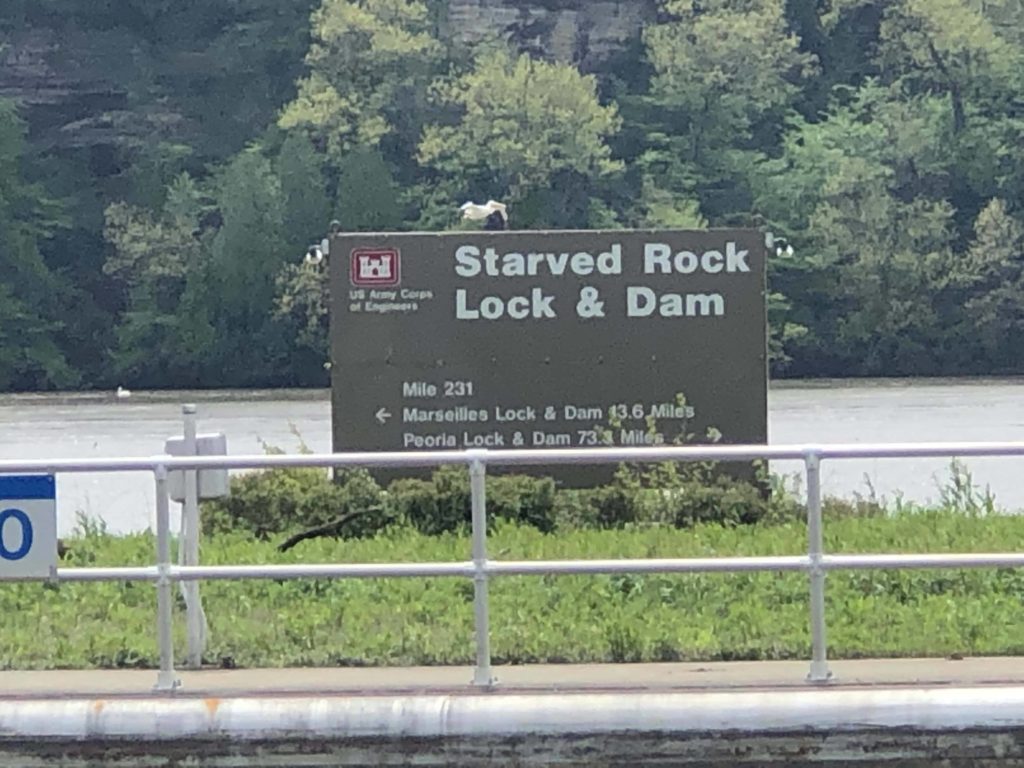 Starved Rock
Lock & Dam
US Army Corps
of Engineers
Mile 231
← Marseilles Lock & Dam 13.6 Miles
Peoria Lock & Dam 73.3 Miles →
0